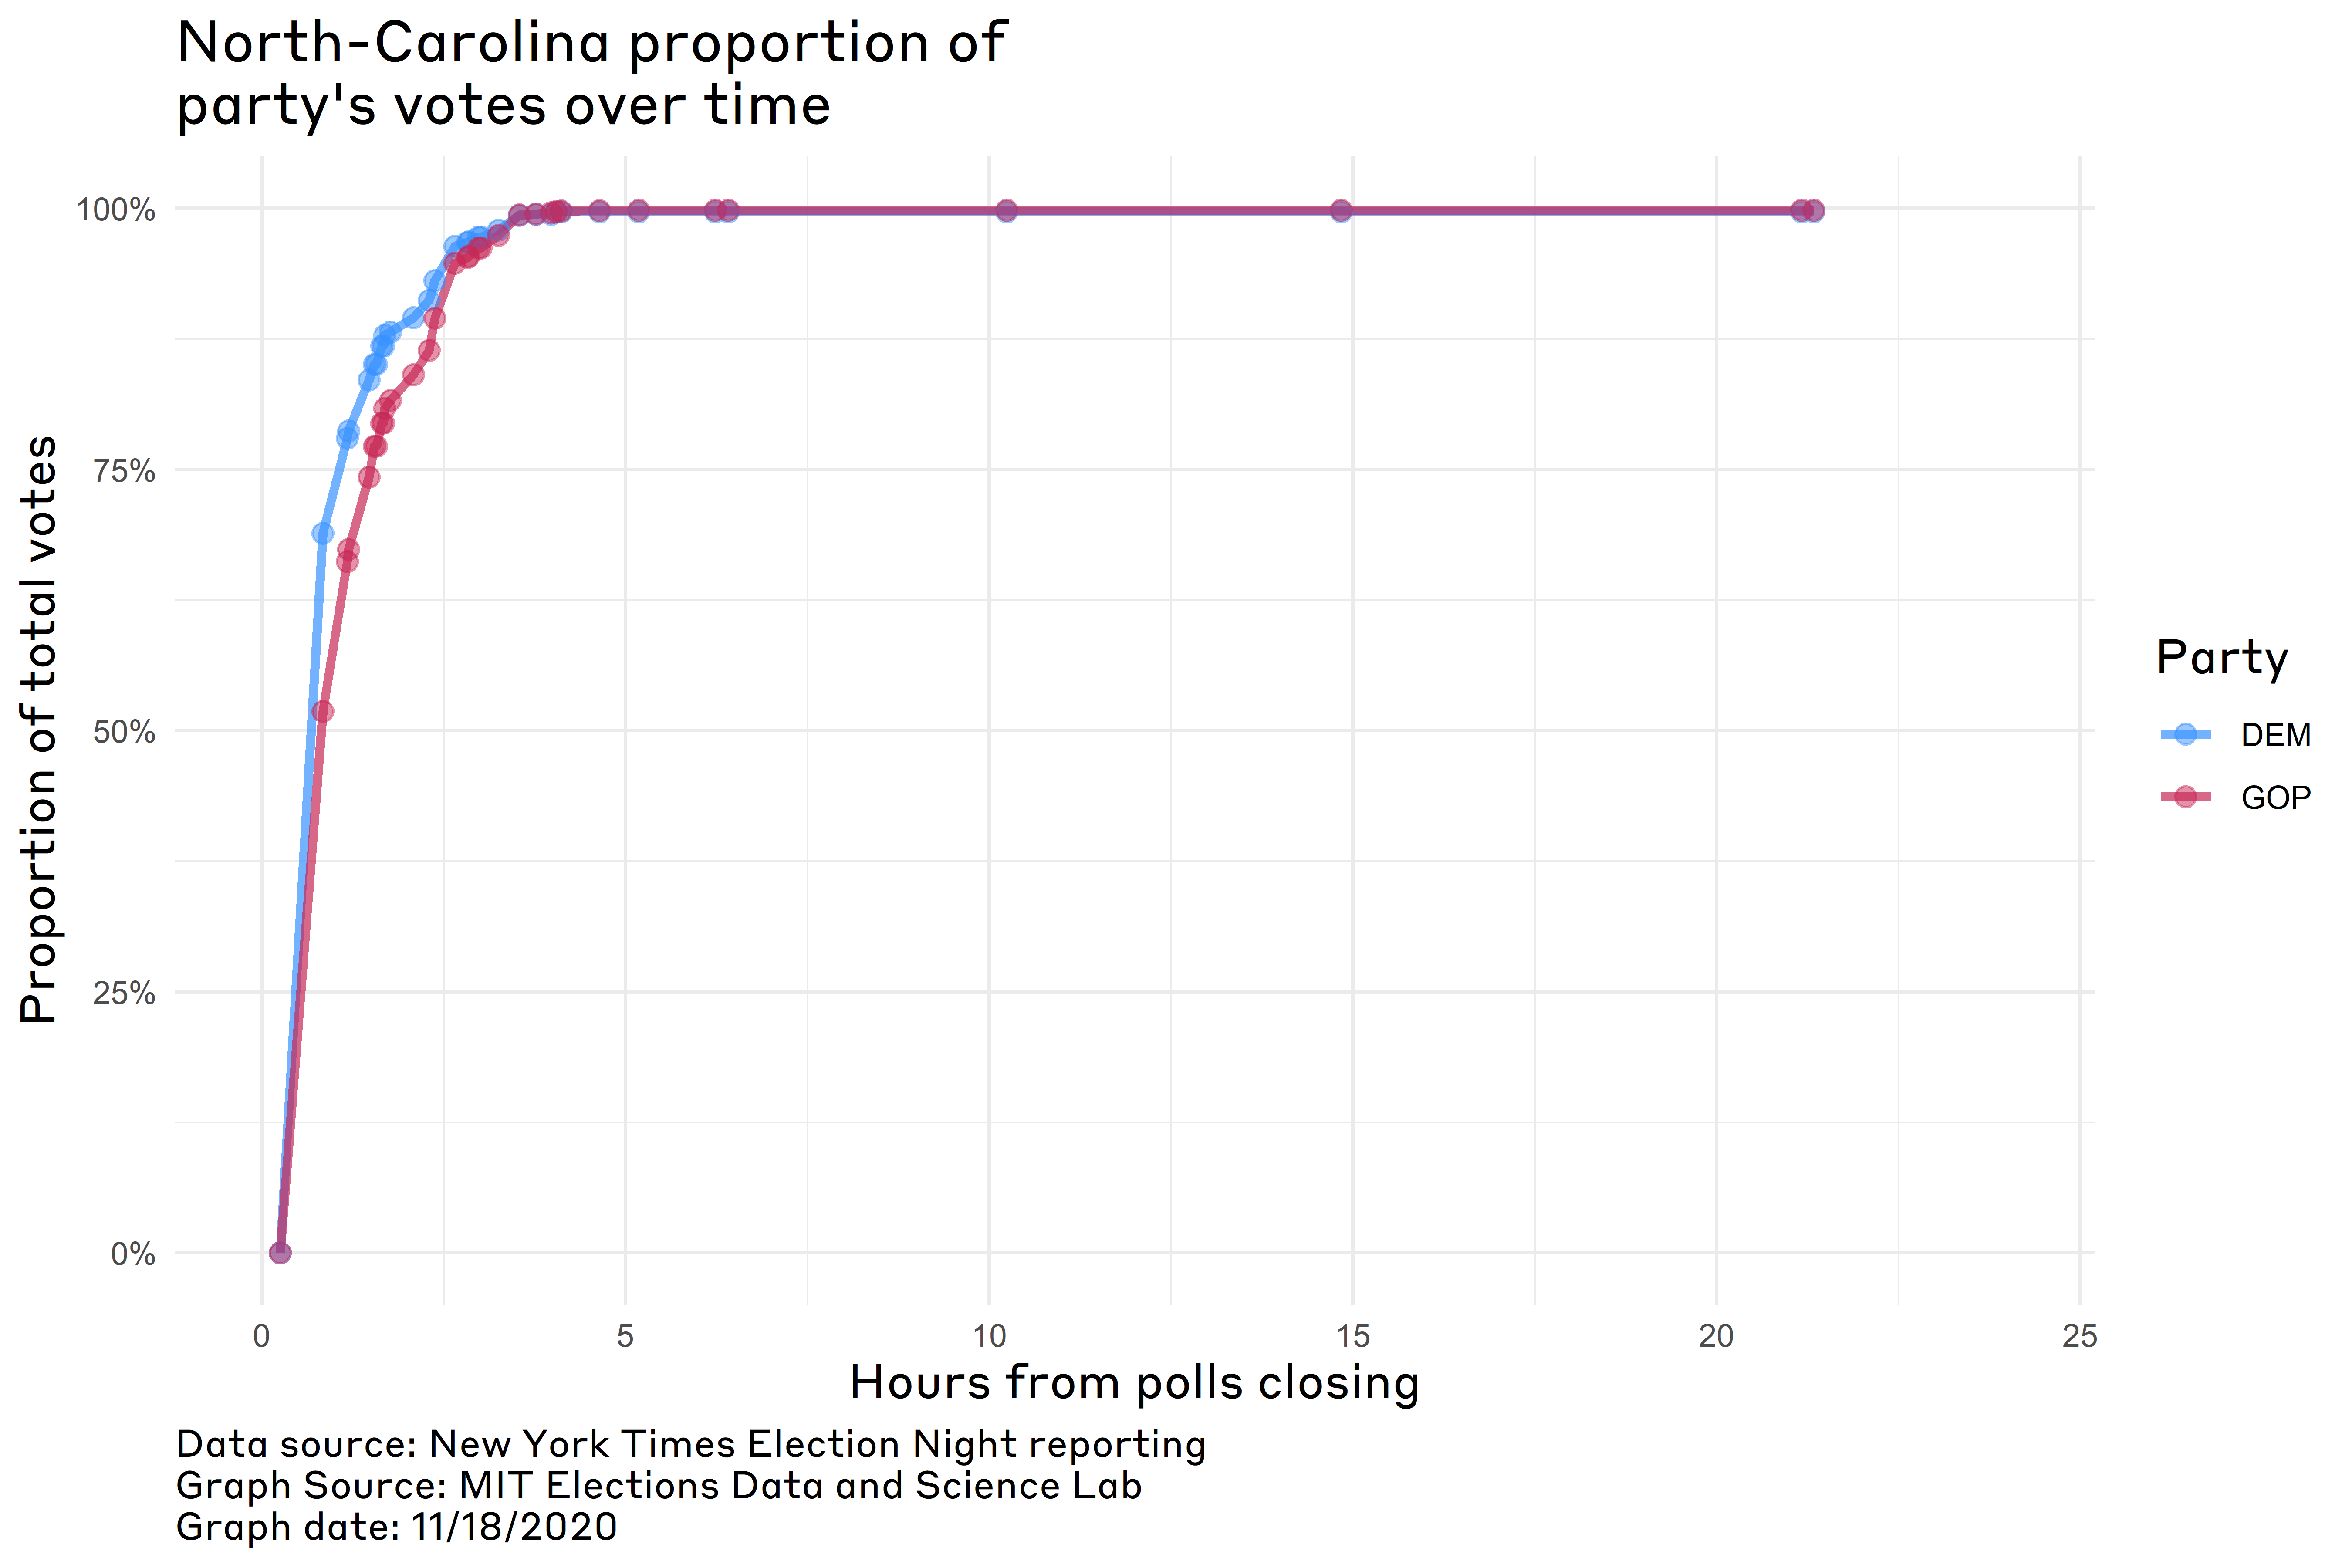 North-Carolina proportion of
party's votes over time
Proportion of total votes
100%
75%
50%
25%
0%
0 5 10 15 20 25
Hours from polls closing
Party
DEM
GOP
Data source: New York Times Election Night reporting
Graph Source: MIT Elections Data and Science Lab
Graph date: 11/18/2020